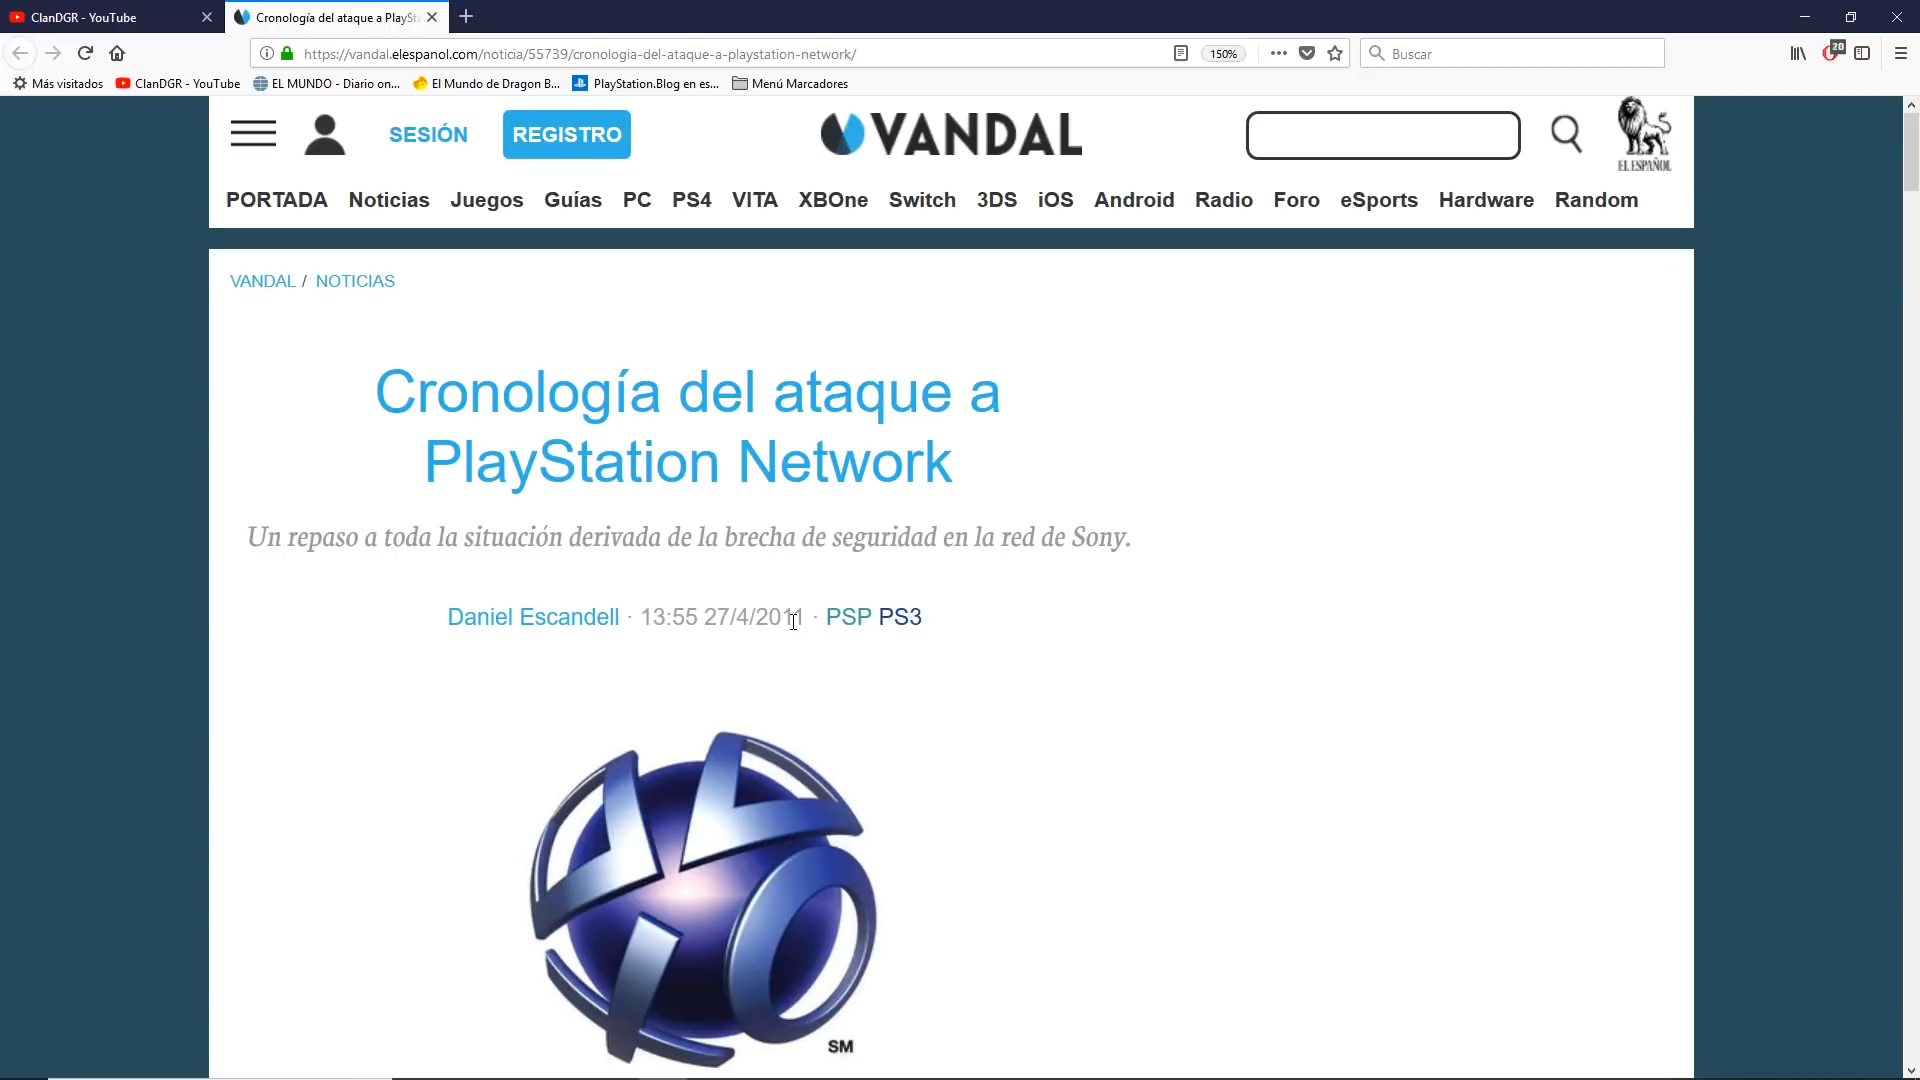 ClanDGR - YouTube
Cronología del ataque a PlaySt
https://vandal.elespanol.com/noticia/55739/cronologia-del-ataque-a-playstation-network/
150%
Buscar
20
Más visitados
ClanDGR - YouTube
EL MUNDO - Diario on...
El Mundo de Dragon B...
PlayStation.Blog en es...
Menú Marcadores
SESIÓN
REGISTRO
VANDAL
EL ESPAÑOL
PORTADA Noticias Juegos Guías PC PS4 VITA XBOne Switch 3DS iOS Android Radio Foro eSports Hardware Random
VANDAL / NOTICIAS
Cronología del ataque a
PlayStation Network
Un repaso a toda la situación derivada de la brecha de seguridad en la red de Sony.
Daniel Escandell · 13:55 27/4/2011 · PSP PS3
SM